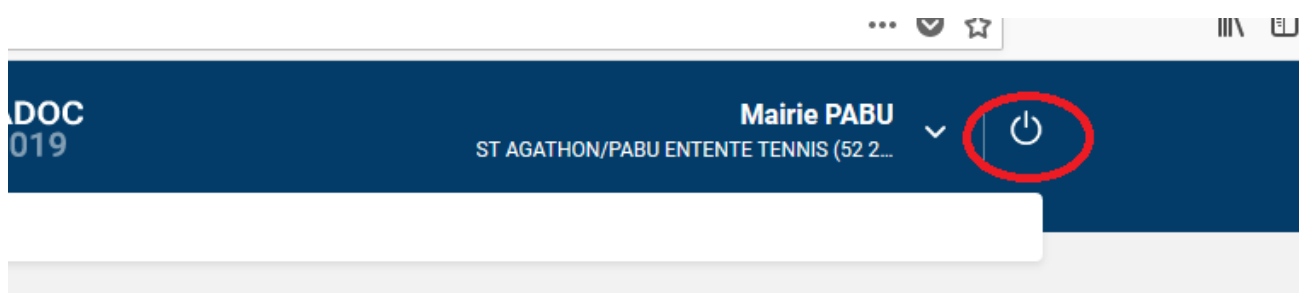 ADOC
Mairie PABU
019
ST AGATHON/PABU ENTENTE TENNIS (52 2...